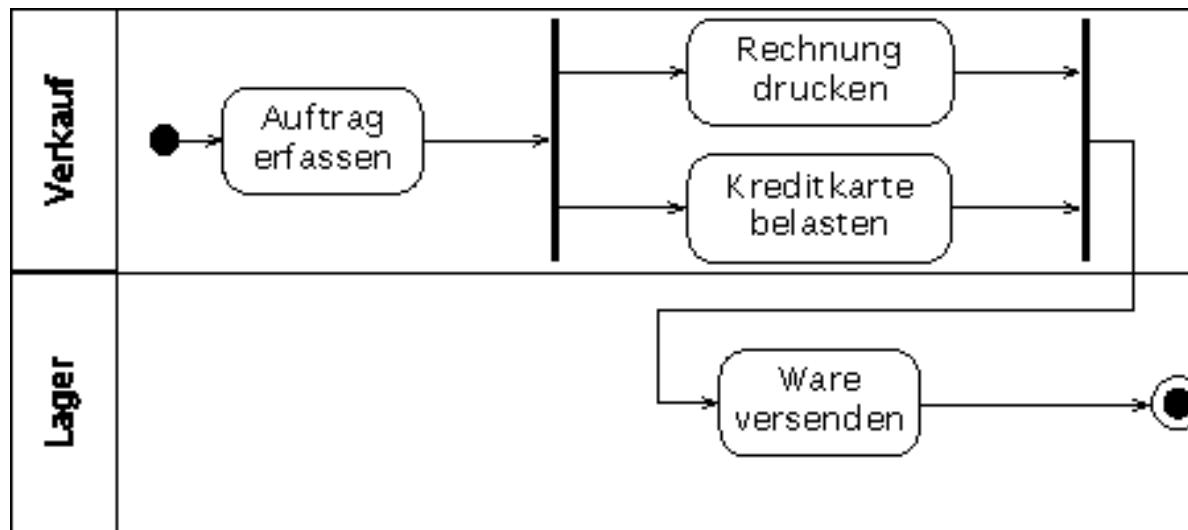 Verkauf
Auftrag
erfassen
Rechnung
drucken
Kreditkarte
belasten
Lager
Ware
versenden